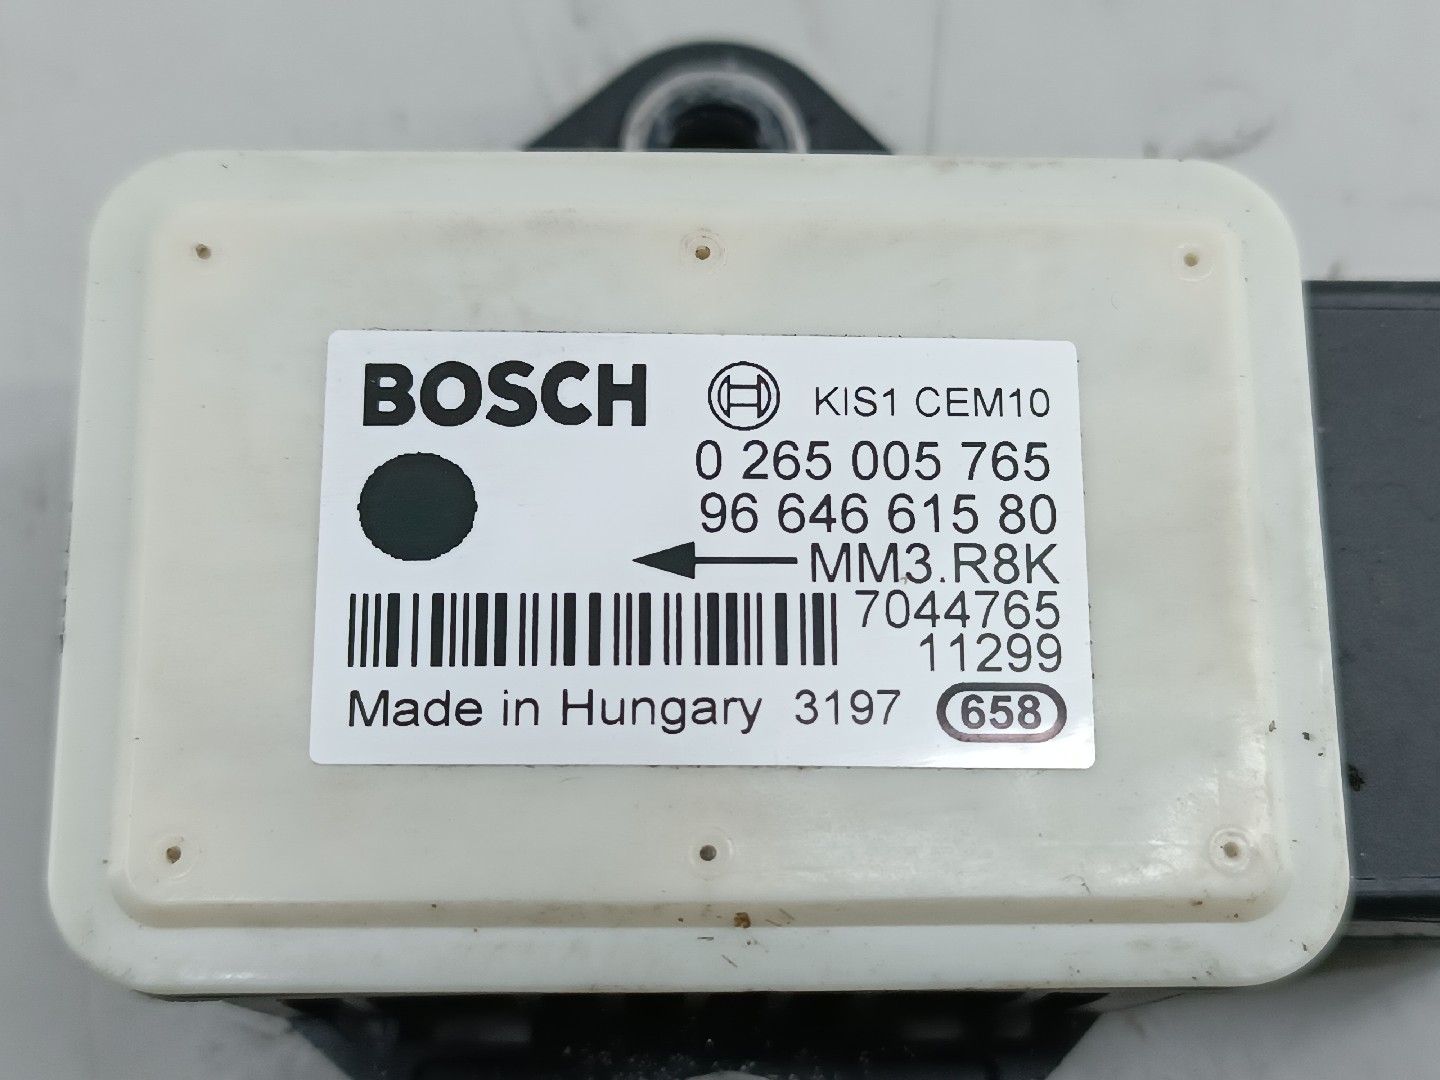 BOSCH KIS1 CEM10
0 265 005 765
96 646 615 80
MM3.R8K
7044765
11299
Made in Hungary 3197 658